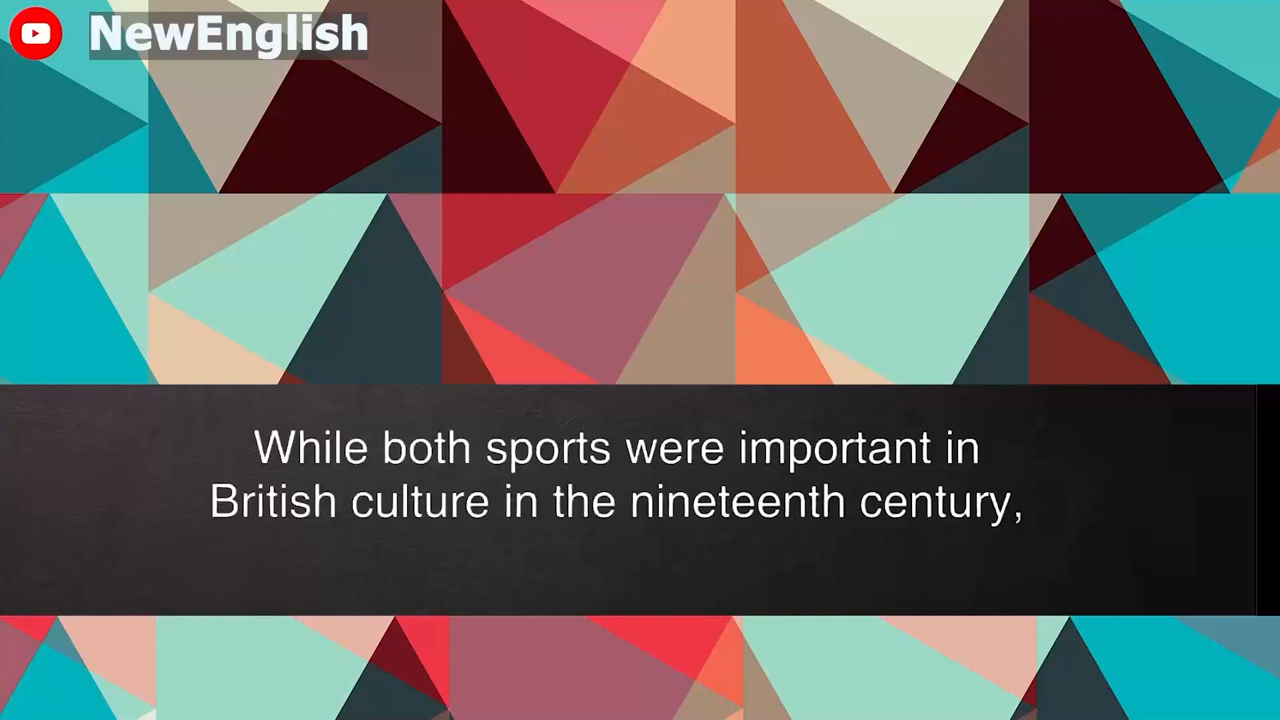 NewEnglish
While both sports were important in
British culture in the nineteenth century,